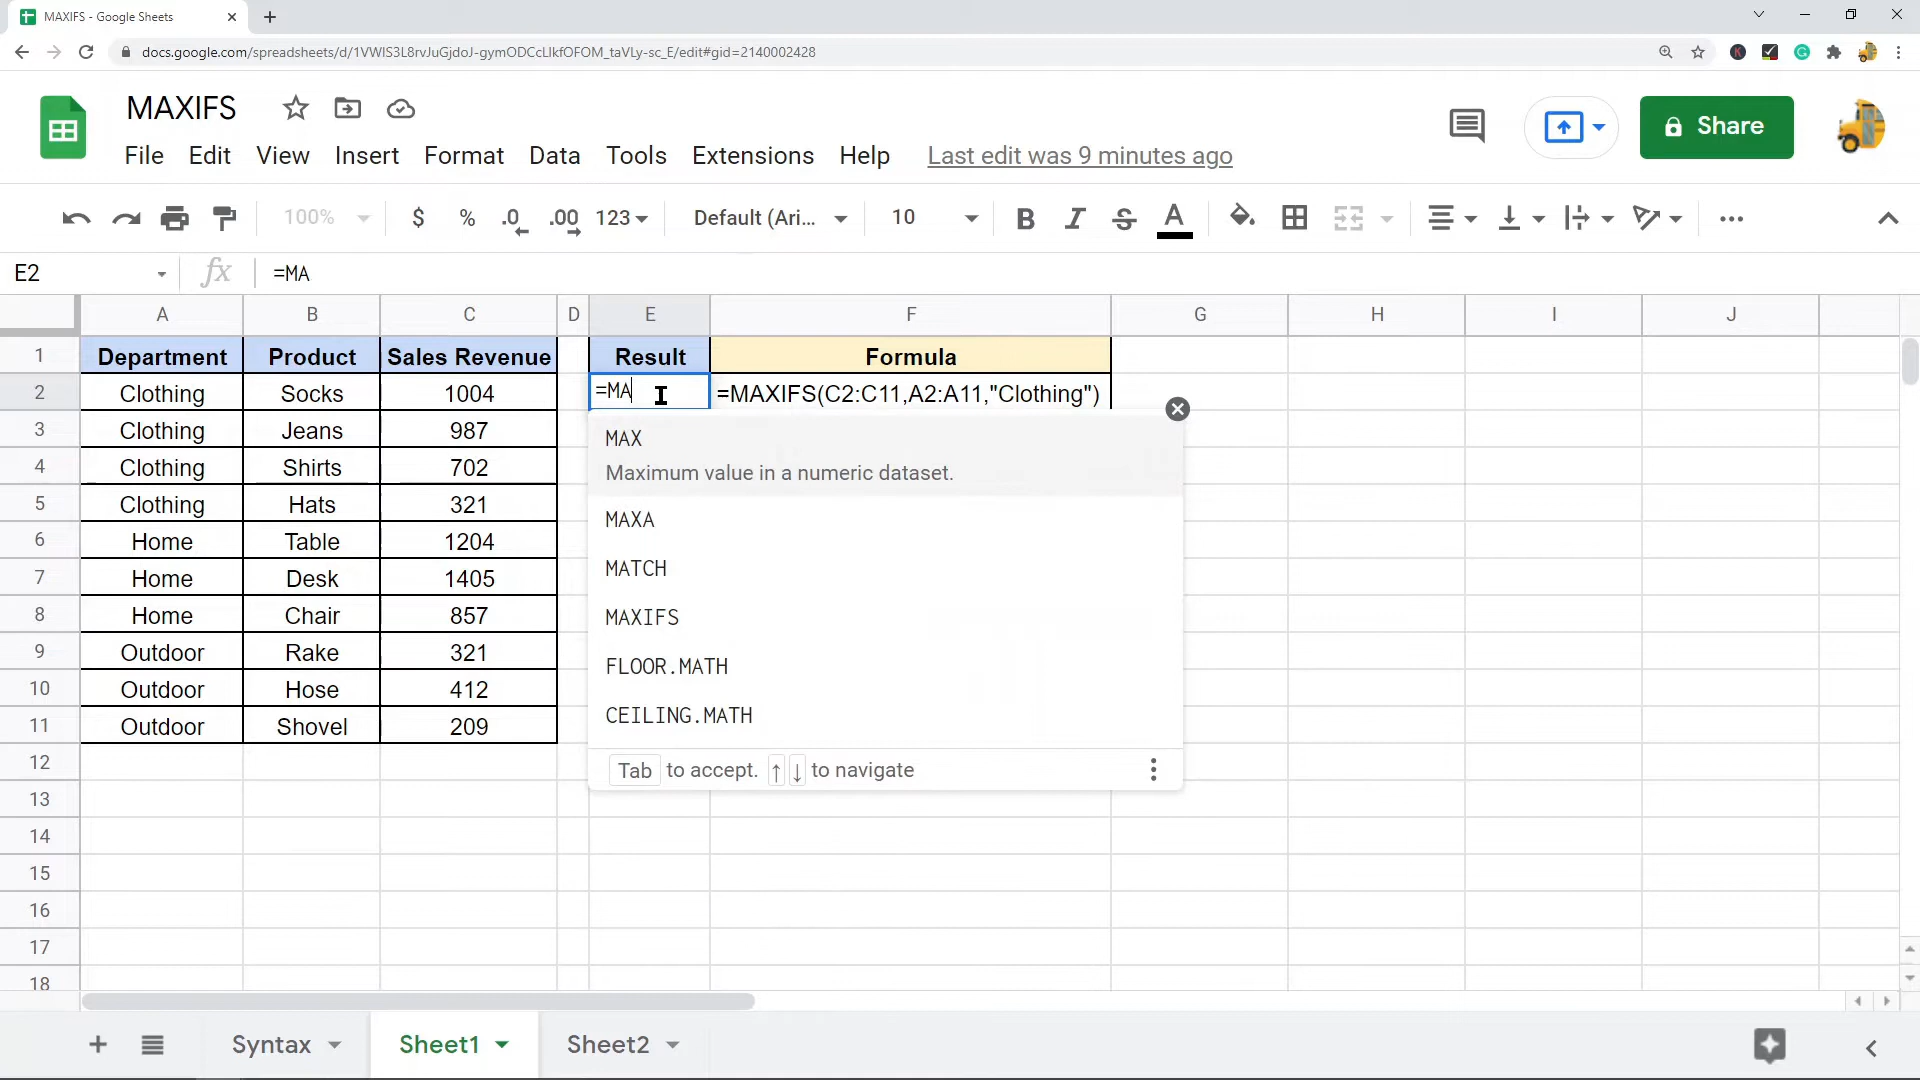 MAXIFS - Google Sheets
docs.google.com/spreadsheets/d/1VWIS3L8rvJuGjdoJ-gymODCcLIkfOFOM_taVLy-sc_E/edit#gid=2140002428
MAXIFS
Share
File Edit View Insert Format Data Tools Extensions Help Last edit was 9 minutes ago
100% $ % .0 .00 123 Default (Ari... 10 B I S A
E2 fx =MA
A B C D E F G H I J
1 Department Product Sales Revenue Result Formula
2 Clothing Socks 1004 =MA =MAXIFS(C2:C11,A2:A11,"Clothing")
3 Clothing Jeans 987
MAX
4 Clothing Shirts 702
Maximum value in a numeric dataset.
5 Clothing Hats 321
MAXA
6 Home Table 1204
MATCH
7 Home Desk 1405
8 Home Chair 857
MAXIFS
9 Outdoor Rake 321
FLOOR.MATH
10 Outdoor Hose 412
CEILING.MATH
11 Outdoor Shovel 209
12
Tab to accept. ↑ ↓ to navigate
13
14
15
16
17
18
Syntax Sheet1 Sheet2